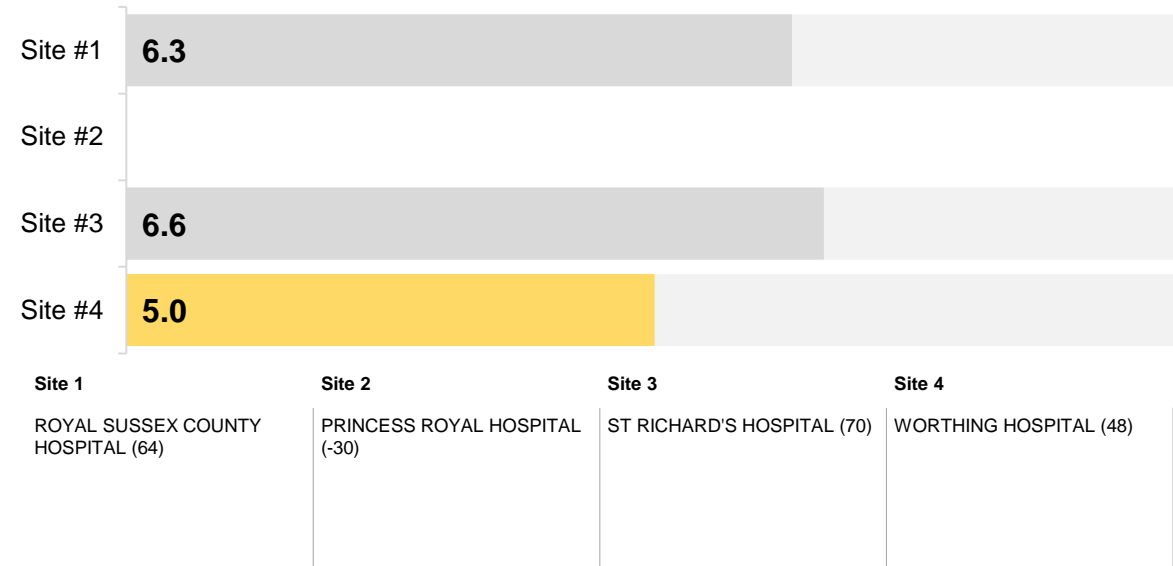 Site #1
6.3
Site #2
Site #3
6.6
Site #4
5.0
Site 1
Site 2
Site 3
Site 4
ROYAL SUSSEX COUNTY
HOSPITAL (64)
PRINCESS ROYAL HOSPITAL
(-30)
ST RICHARD'S HOSPITAL (70)
WORTHING HOSPITAL (48)